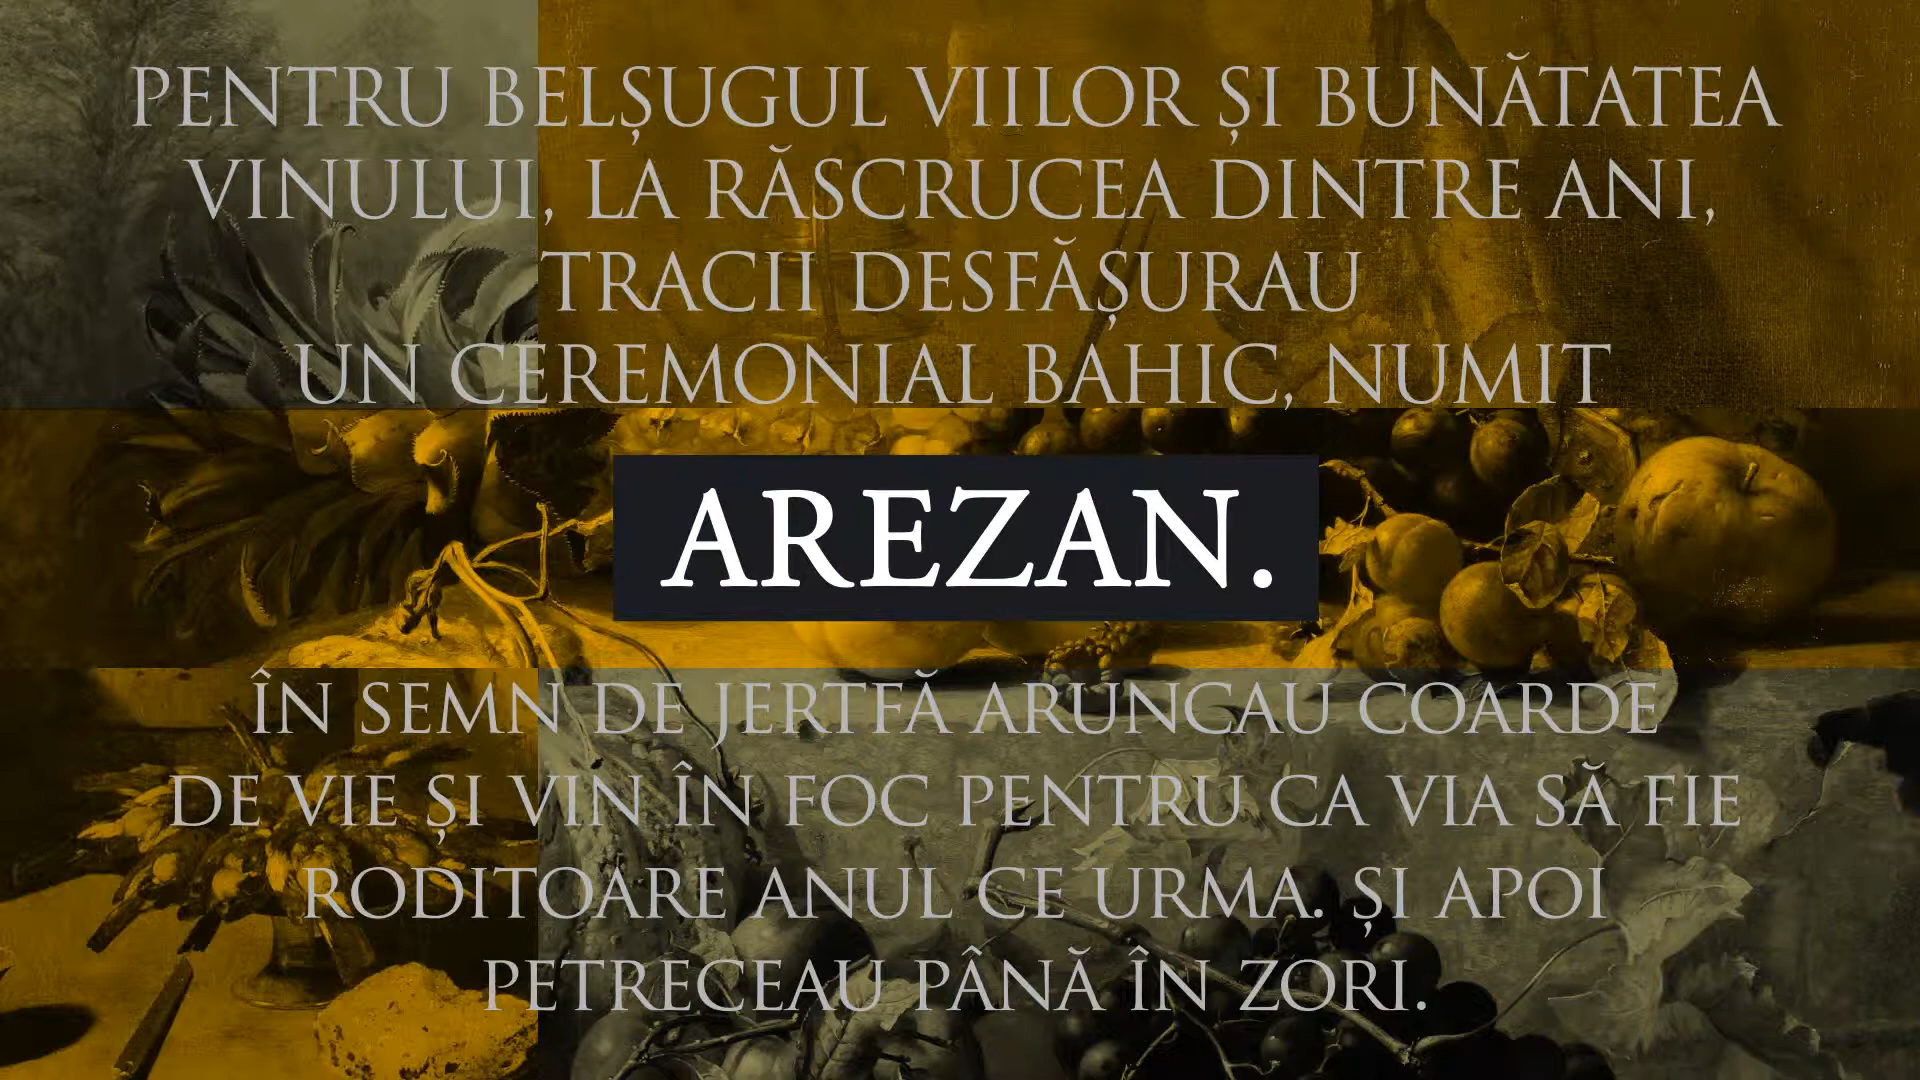 PENTRU BELȘUGUL VIILOR ȘI BUNĂTATEA
VINULUI, LA RĂSCRUCEA DINTRE ANI,
TRACII DESFĂȘURAU
UN CEREMONIAL BAHIC, NUMIT
AREZAN.
ÎN SEMN DE JERTFĂ ARUNCAU COARDE
DE VIE ȘI VIN ÎN FOC PENTRU CA VIA SĂ FIE
RODITOARE ANUL CE URMA. ȘI APOI
PETRECEAU PÂNĂ ÎN ZORI.